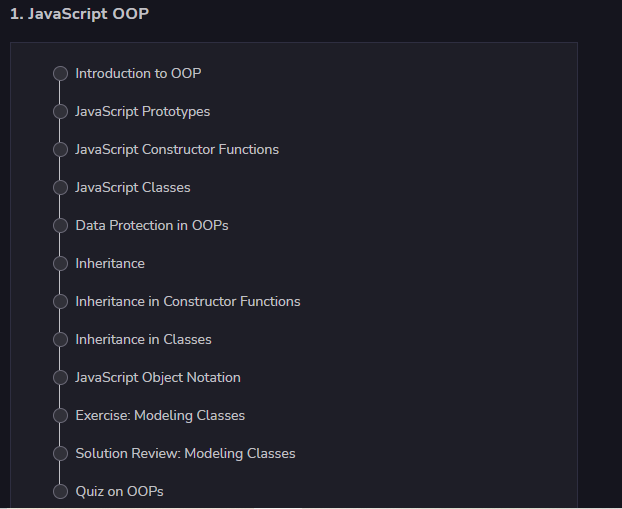 1. JavaScript OOP
Introduction to OOP
JavaScript Prototypes
JavaScript Constructor Functions
JavaScript Classes
Data Protection in OOPs
Inheritance
Inheritance in Constructor Functions
Inheritance in Classes
JavaScript Object Notation
Exercise: Modeling Classes
Solution Review: Modeling Classes
Quiz on OOPs